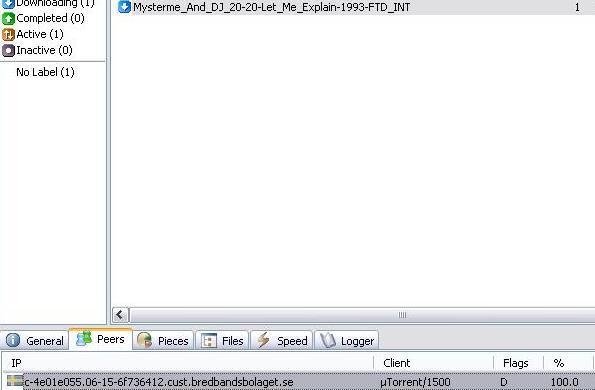 Downloading (1)
Mysterme_And_DJ_20-20-Let_Me_Explain-1993-FTD_INT 1
Completed (0)
Active (1)
Inactive (0)
No Label (1)
General Peers Pieces Files Speed Logger
IP Client Flags %
c-4e01e055.06-15-6f736412.cust.bredbandsbolaget.se µTorrent/1500 D 100.0